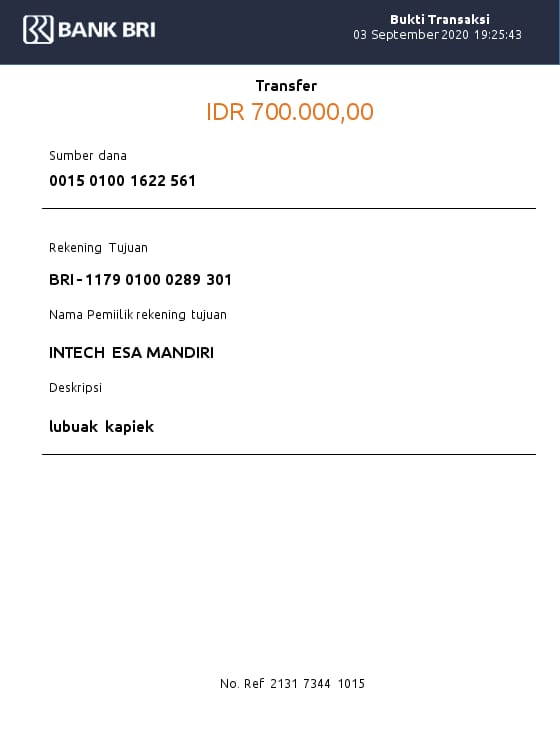 BANK BRI
Bukti Transaksi
03 September 2020 19:25:43
Transfer
IDR 700.000,00
Sumber dana
0015 0100 1622 561
Rekening Tujuan
BRI - 1179 0100 0289 301
Nama Pemiilik rekening tujuan
INTECH ESA MANDIRI
Deskripsi
lubuak kapiek
No. Ref 2131 7344 1015